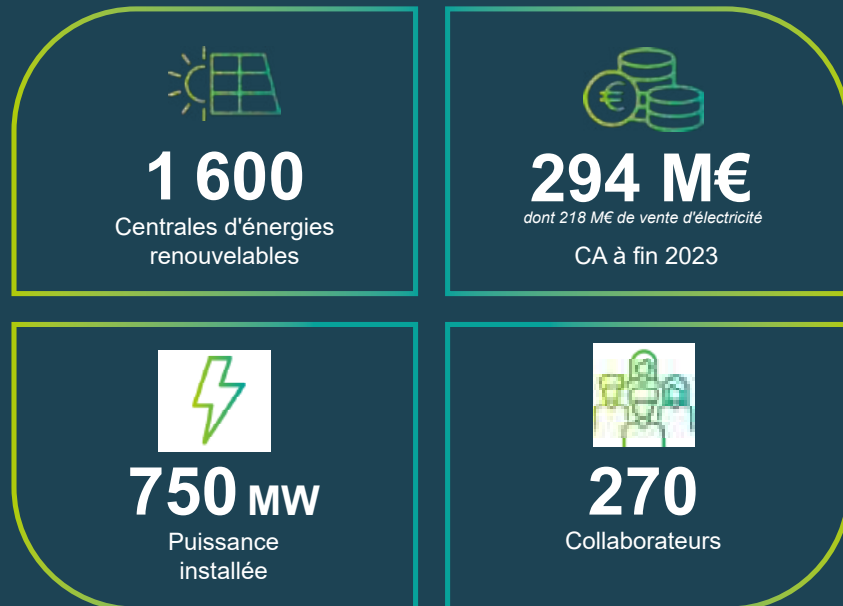 1 600
Centrales d'énergies
renouvelables
294 M€
dont 218 M€ de vente d'électricité
CA à fin 2023
750 MW
Puissance
installée
270
Collaborateurs